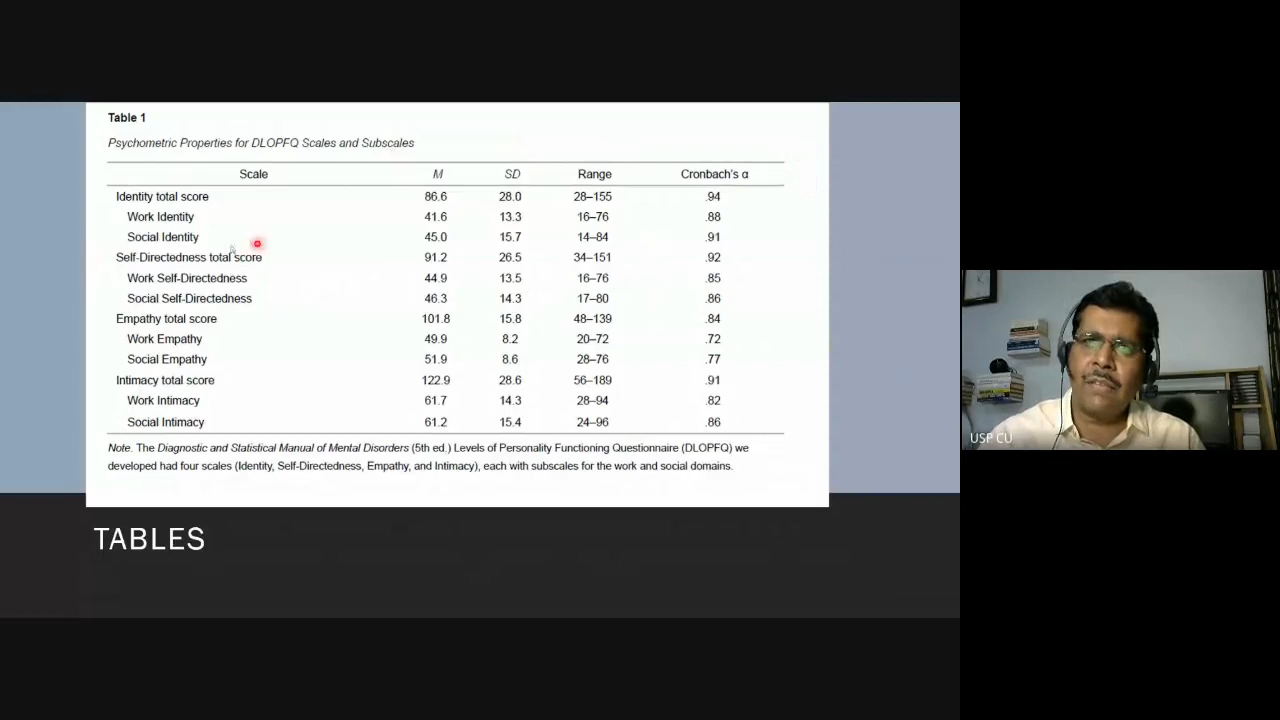 Table 1
Psychometric Properties for DLOPFQ Scales and Subscales
Scale M SD Range Cronbach's α
Identity total score 86.6 28.0 28–155 .94
Work Identity 41.6 13.3 16–76 .88
Social Identity 45.0 15.7 14–84 .91
Self-Directedness total score 91.2 26.5 34–151 .92
Work Self-Directedness 44.9 13.5 16–76 .85
Social Self-Directedness 46.3 14.3 17–80 .86
Empathy total score 101.8 15.8 48–139 .84
Work Empathy 49.9 8.2 20–72 .72
Social Empathy 51.9 8.6 28–76 .77
Intimacy total score 122.9 28.6 56–189 .91
Work Intimacy 61.7 14.3 28–94 .82
Social Intimacy 61.2 15.4 24–96 .86
Note. The Diagnostic and Statistical Manual of Mental Disorders (5th ed.) Levels of Personality Functioning Questionnaire (DLOPFQ) we
developed had four scales (Identity, Self-Directedness, Empathy, and Intimacy), each with subscales for the work and social domains.
TABLES
USP CU